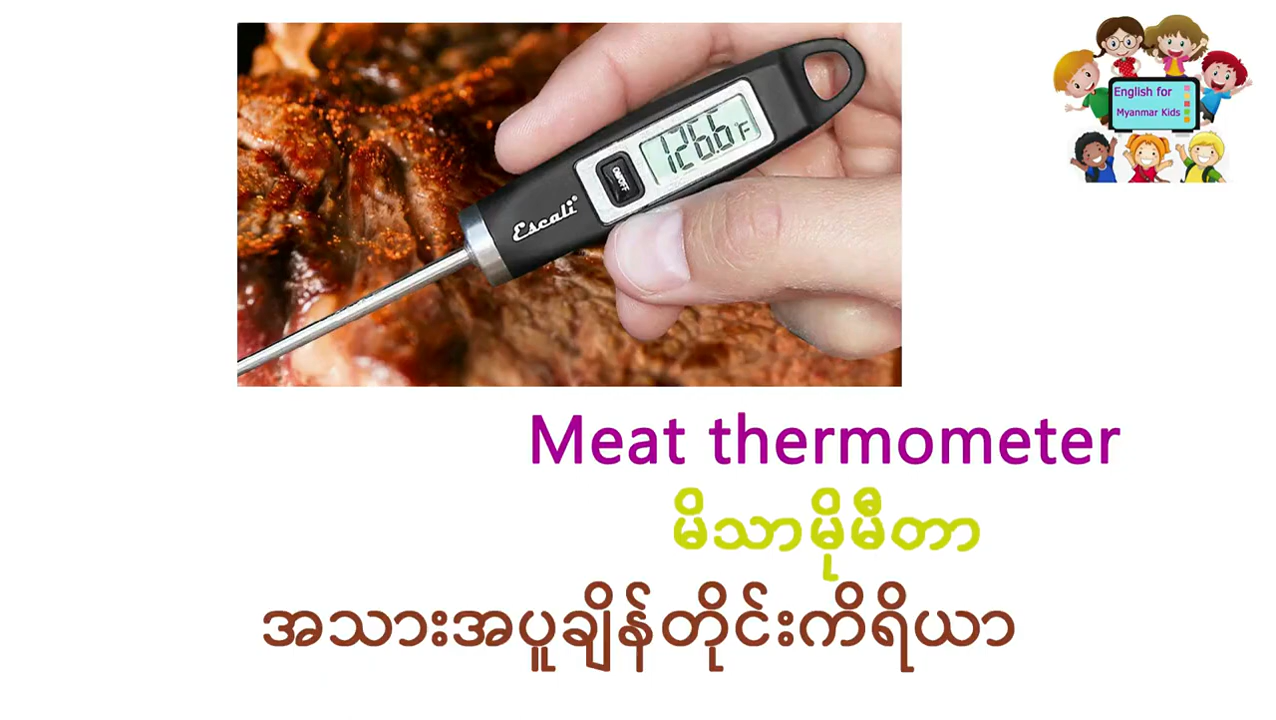 English for
Myanmar Kids
126.6°F
ON/OFF
Escali®
Meat thermometer
မိသာမိုမီတာ
အသားအပူချိန်တိုင်းကိရိယာ